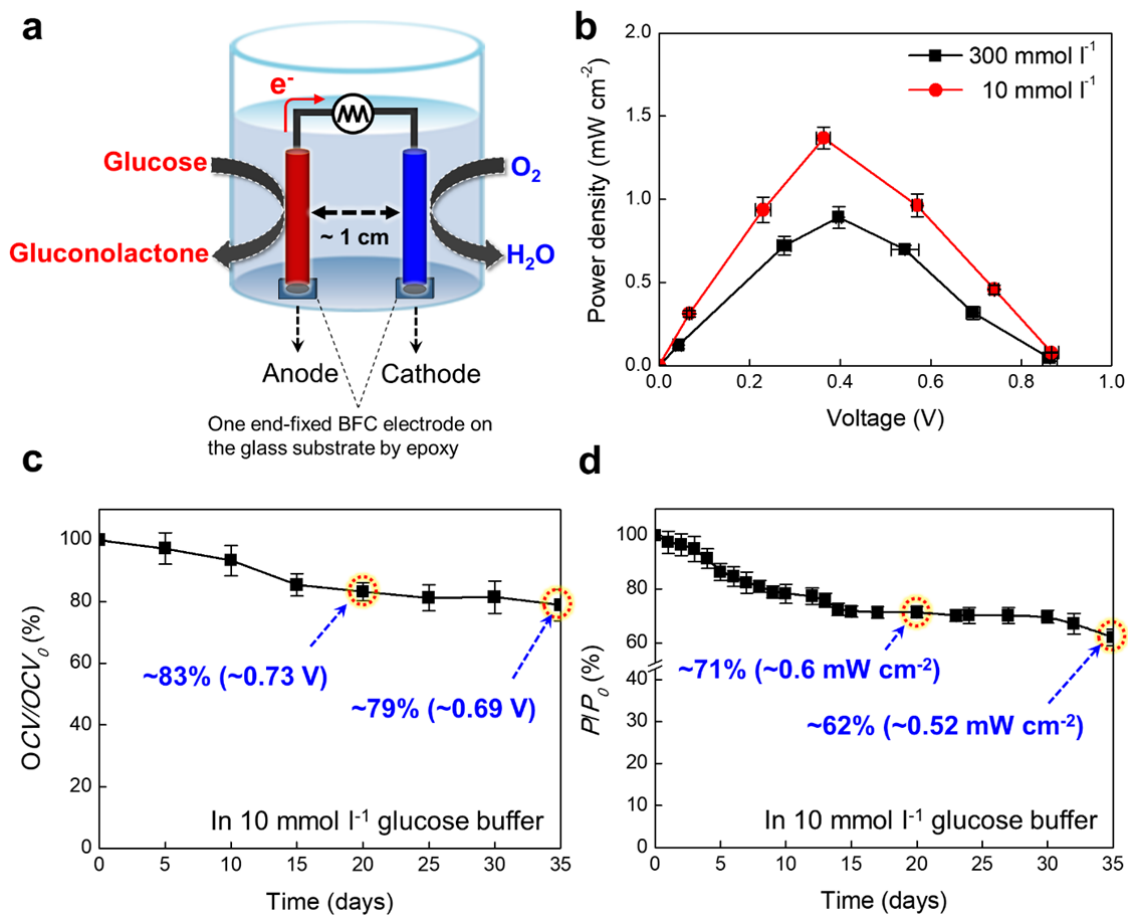 a
e-
Glucose
O2
~ 1 cm
Gluconolactone
H2O
Anode
Cathode
One end-fixed BFC electrode on
the glass substrate by epoxy
b
2.0
1.5
1.0
0.5
0.0
Power density (mW cm-2)
300 mmol l-1
10 mmol l-1
0.0
0.2
0.4
0.6
0.8
1.0
Voltage (V)
c
100
80
60
40
20
0
OCV/OCV0 (%)
~83% (~0.73 V)
~79% (~0.69 V)
In 10 mmol l-1 glucose buffer
0 5 10 15 20 25 30 35
Time (days)
d
100
80
60
40
20
0
P/P0 (%)
~71% (~0.6 mW cm-2)
~62% (~0.52 mW cm-2)
In 10 mmol l-1 glucose buffer
0 5 10 15 20 25 30 35
Time (days)